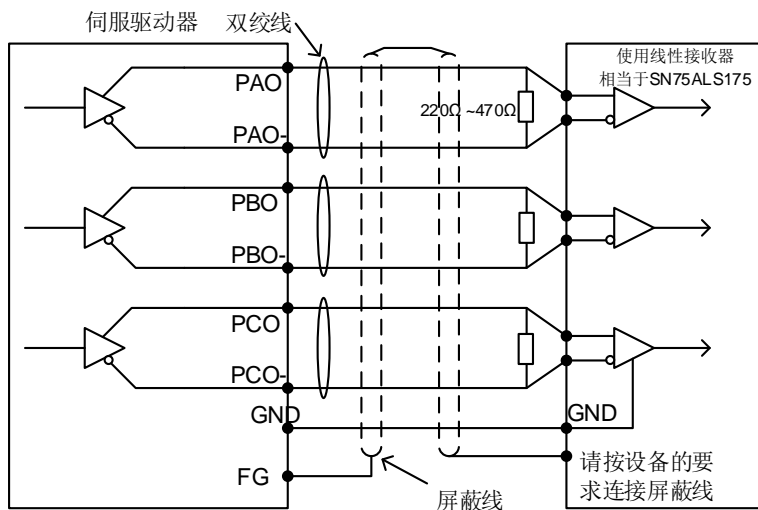 伺服驱动器
双绞线
使用线性接收器
相当于SN75ALS175
PAO
220Ω ~470Ω
PAO-
PBO
PBO-
PCO
PCO-
GND
GND
FG
屏蔽线
请按设备的要
求连接屏蔽线